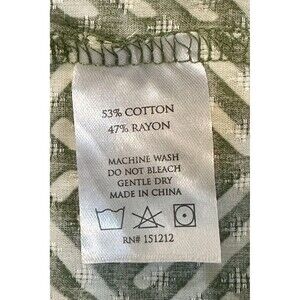 53% COTTON
47% RAYON
MACHINE WASH
DO NOT BLEACH
GENTLE DRY
MADE IN CHINA
RN# 151212